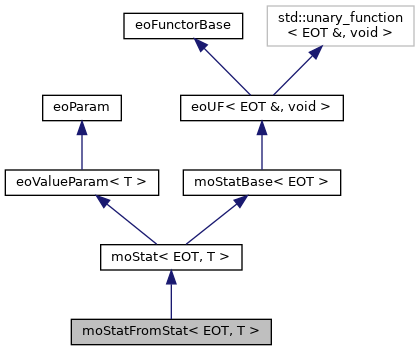 eoFunctorBase
std::unary_function
< EOT &, void >
eoParam
eoUF< EOT &, void >
eoValueParam< T >
moStatBase< EOT >
moStat< EOT, T >
moStatFromStat< EOT, T >